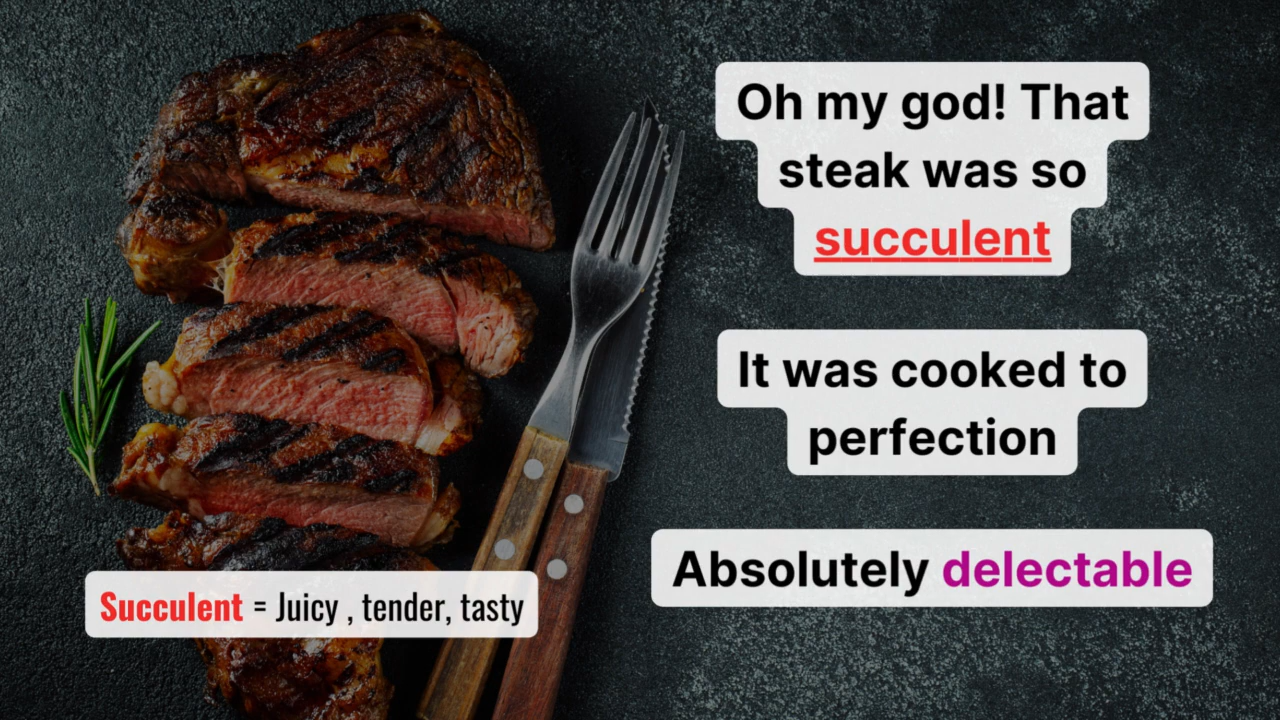 Oh my god! That
steak was so
succulent
It was cooked to
perfection
Absolutely delectable
Succulent = Juicy , tender, tasty